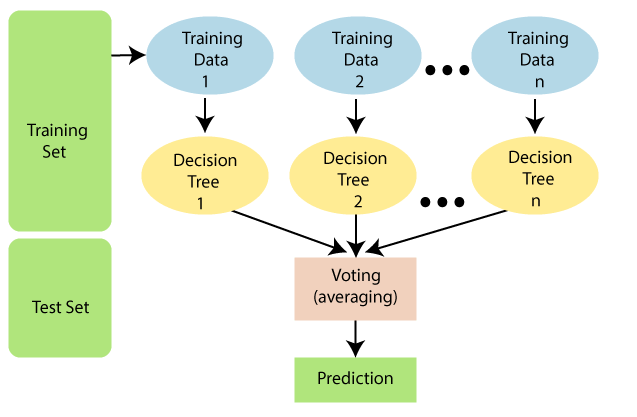 Training
Set
Training
Data
1
Training
Data
2
Training
Data
n
Decision
Tree
1
Decision
Tree
2
Decision
Tree
n
Test Set
Voting
(averaging)
Prediction